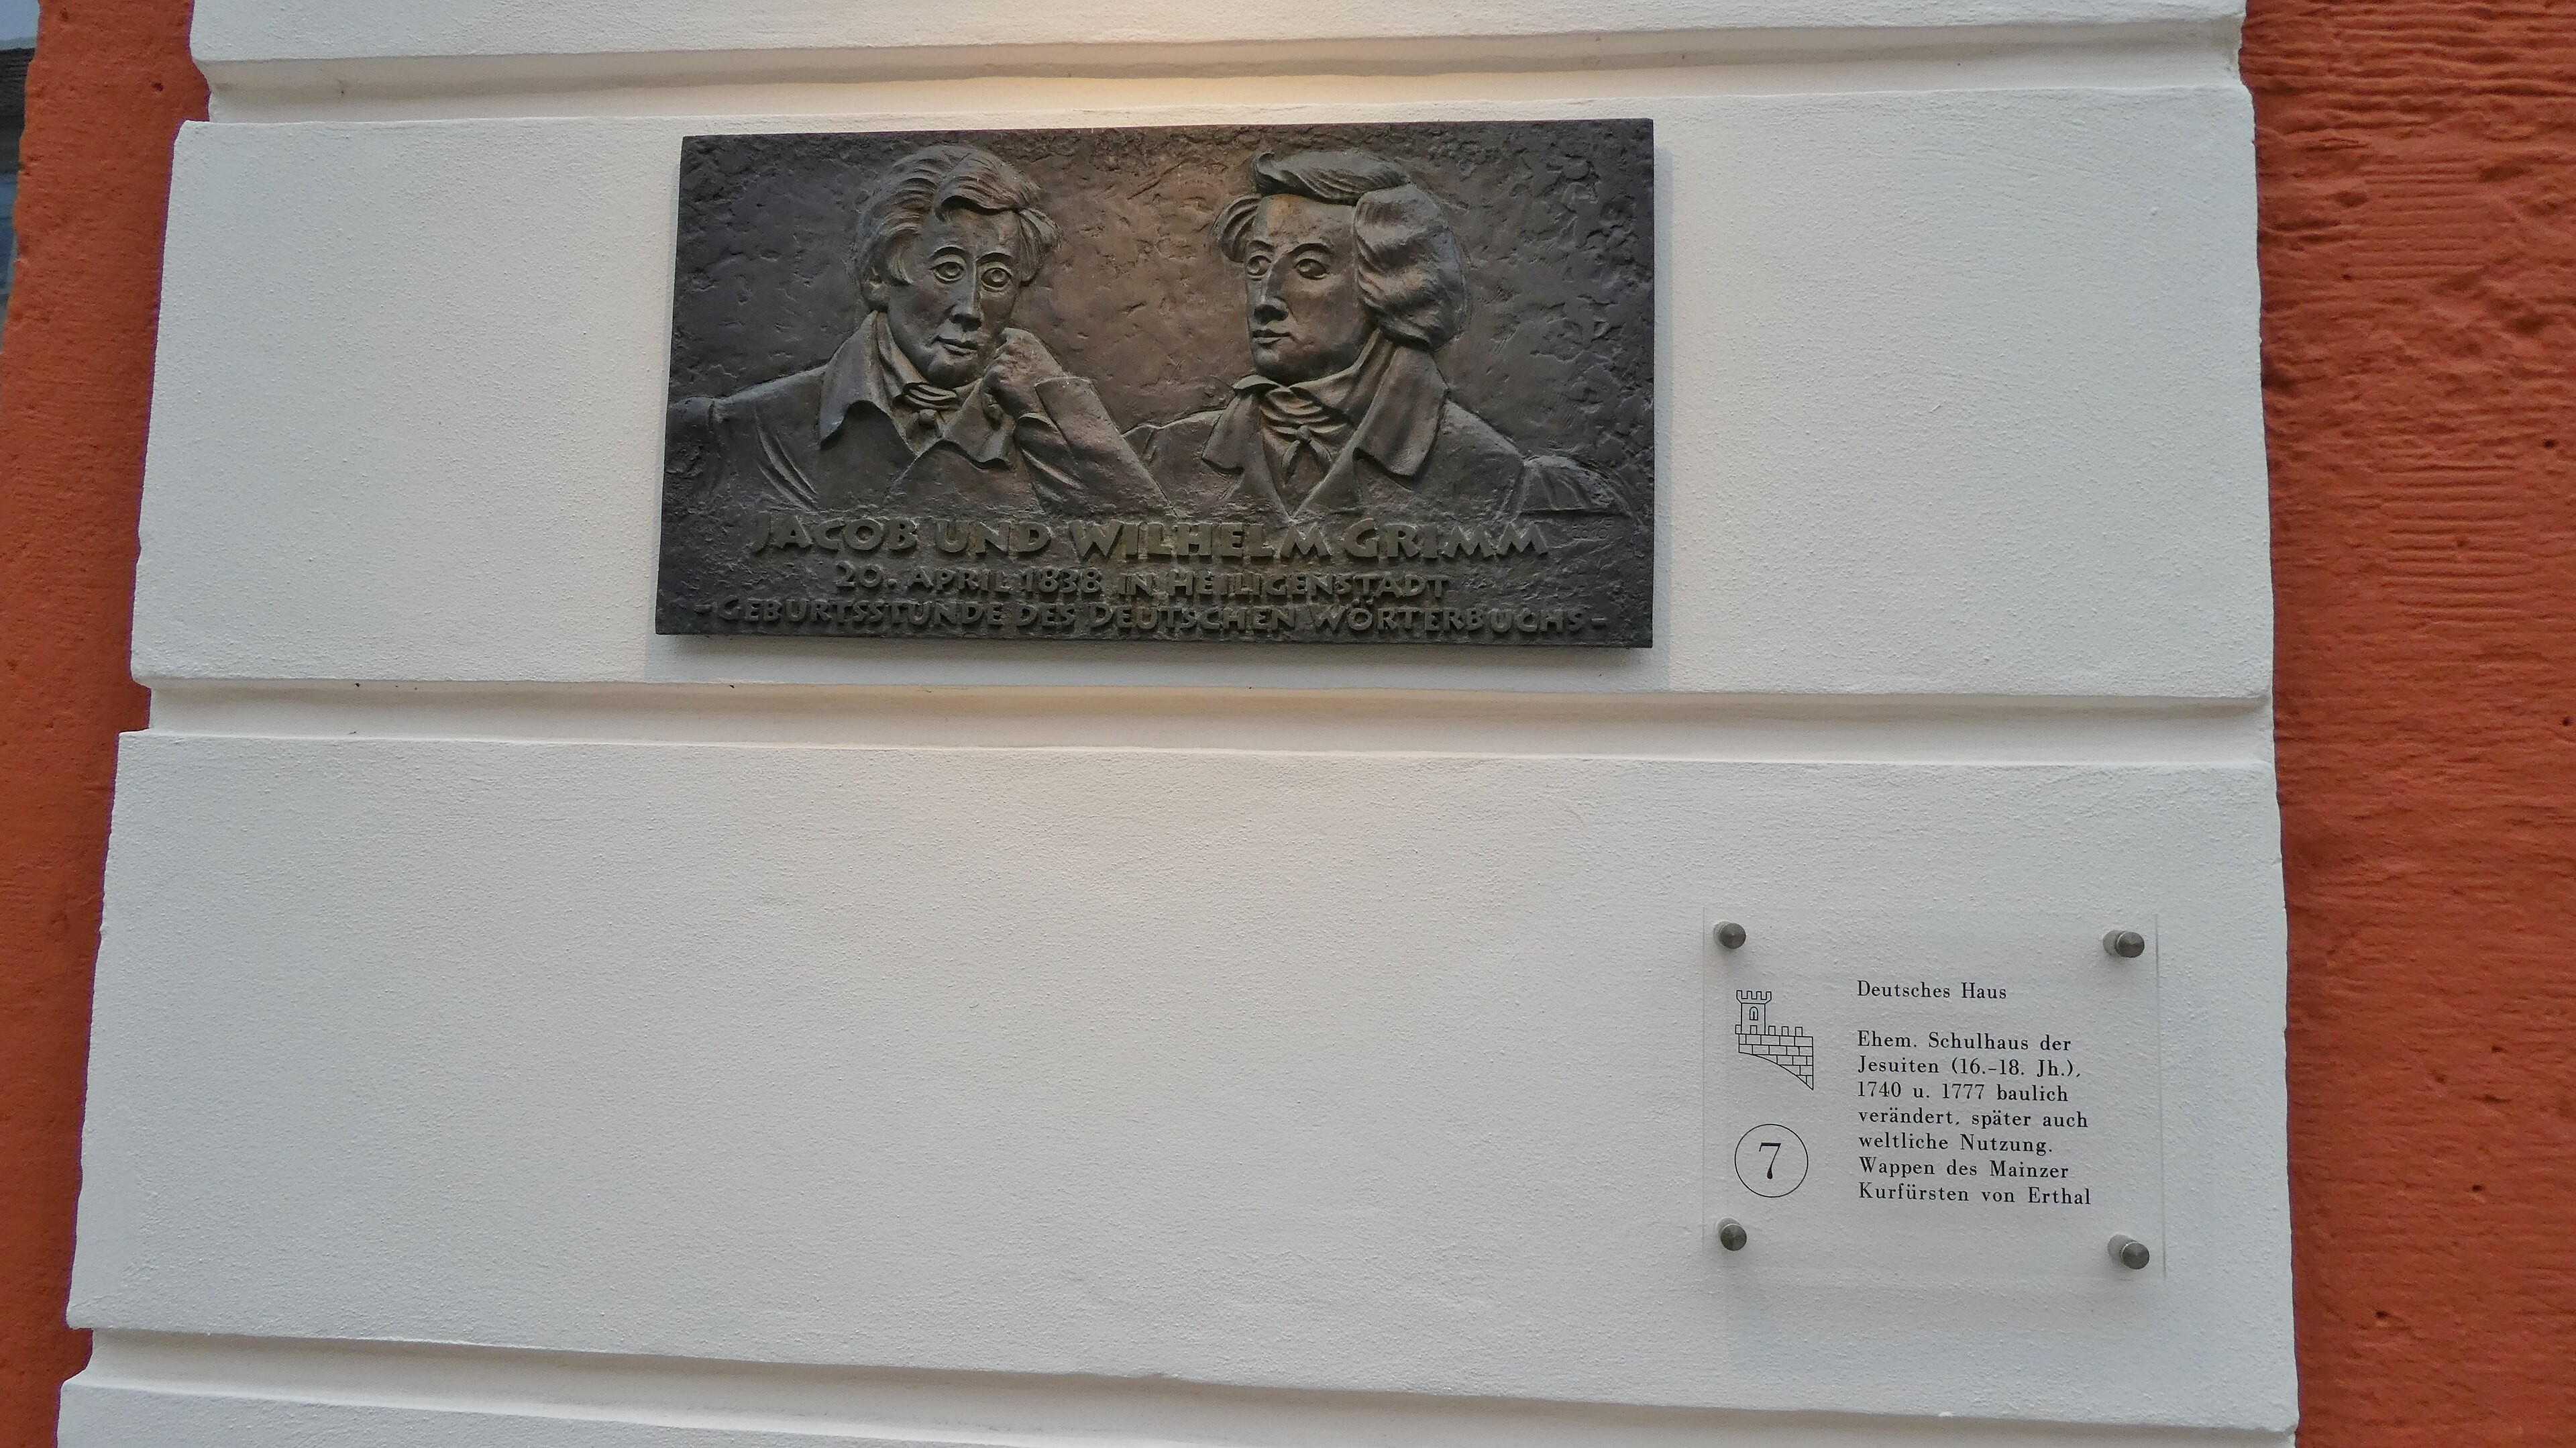 JACOB UND WILHELM GRIMM
20. APRIL 1838 IN HEILIGENSTADT
-GEBURTSSTUNDE DES DEUTSCHEN WÖRTERBUCHS-
Deutsches Haus
Ehem. Schulhaus der
Jesuiten (16.-18. Jh.),
1740 u. 1777 baulich
verändert, später auch
weltliche Nutzung.
Wappen des Mainzer
Kurfürsten von Erthal
7